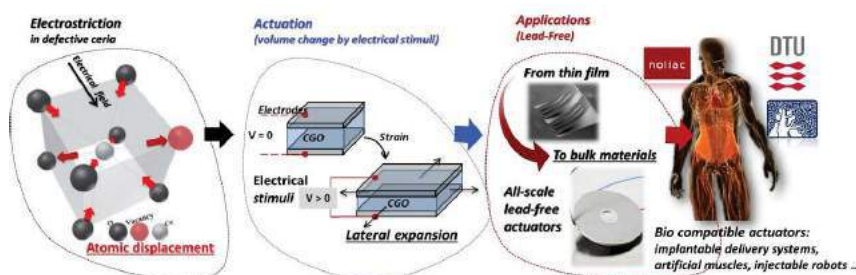 Electrostriction
in defective ceria
Electrical field
O
Vacancy
Ce
Atomic displacement
Actuation
(volume change by electrical stimuli)
Electrodes
V = 0
CGO
Strain
Electrical
stimuli
V > 0
CGO
Lateral expansion
Applications
(Lead-Free)
From thin film
To bulk materials
All-scale
lead-free
actuators
noliac
DTU
Bio compatible actuators:
implantable delivery systems,
artificial muscles, injectable robots ..